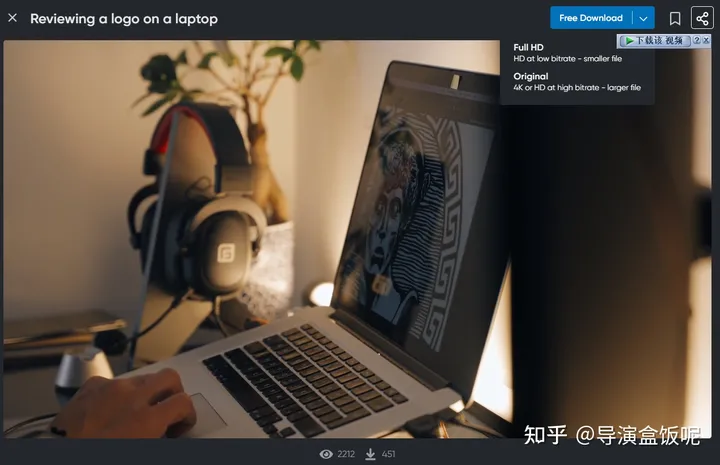 Reviewing a logo on a laptop
Free Download
下载该 视频
Full HD
HD at low bitrate - smaller file
Original
4K or HD at high bitrate - larger file
知乎 @导演盒饭呢
2212
451